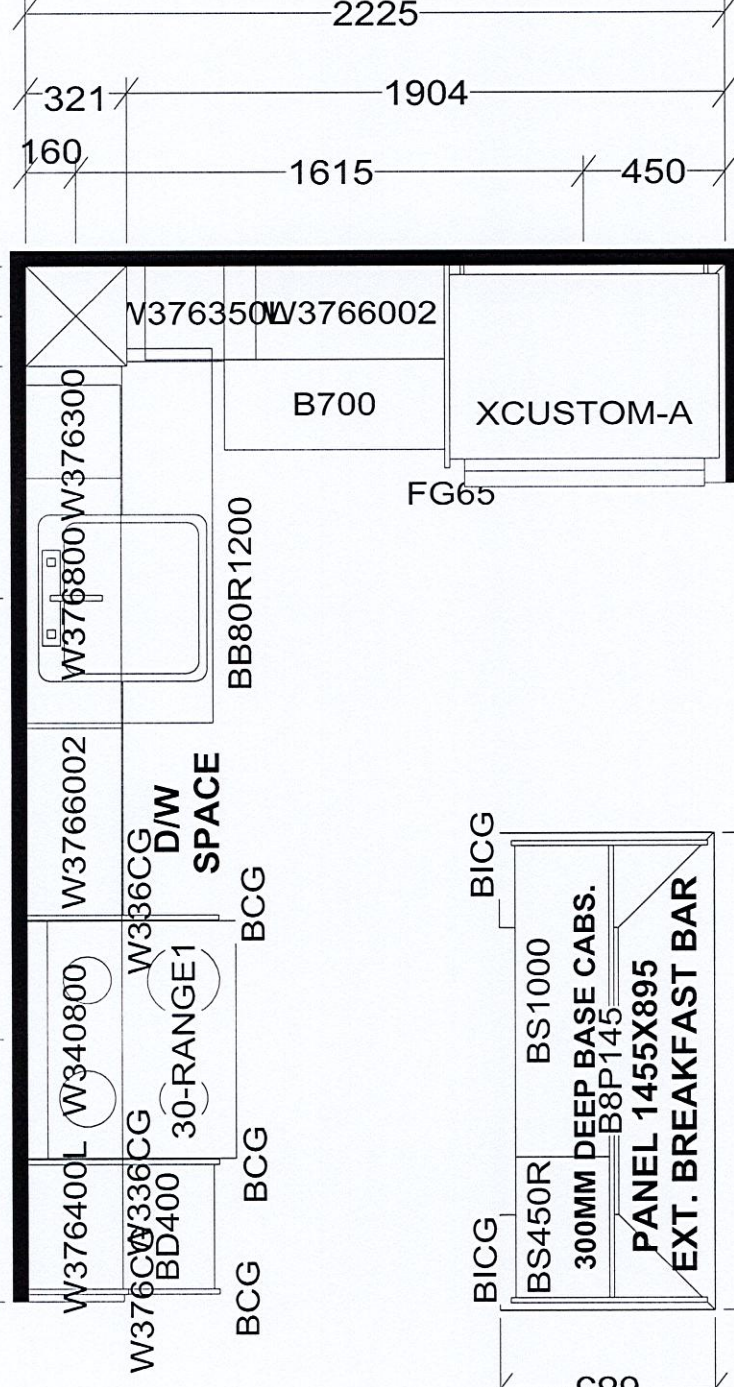 2225
321
1904
160
1615
450
W376350L
W3766002
B700
XCUSTOM-A
FG65
W376300
W376800
BB80R1200
W3766002
D/W
SPACE
W336CG
BCG
W340800
30-RANGE1
BCG
W376400L
W336CG
BD400
W376CG
BCG
BICG
BS1000
300MM DEEP BASE CABS.
B8P145
PANEL 1455X895
EXT. BREAKFAST BAR
BS450R
BICG